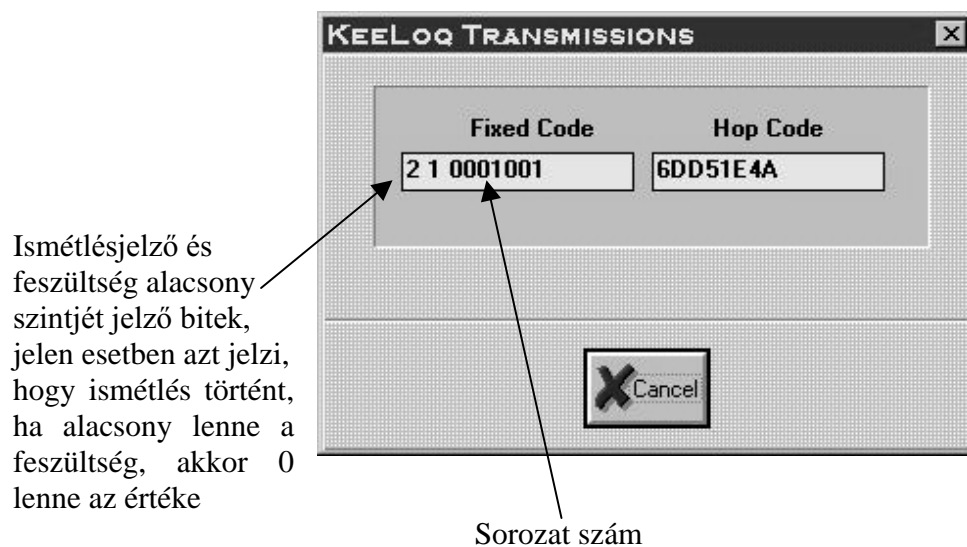 KEELOQ TRANSMISSIONS
Fixed Code
Hop Code
2 1 0001001
6DD51E4A
Cancel
Ismétlésjelző és
feszültség alacsony
szintjét jelző bitek,
jelen esetben azt jelzi,
hogy ismétlés történt,
ha alacsony lenne a
feszültség, akkor 0
lenne az értéke
Sorozat szám